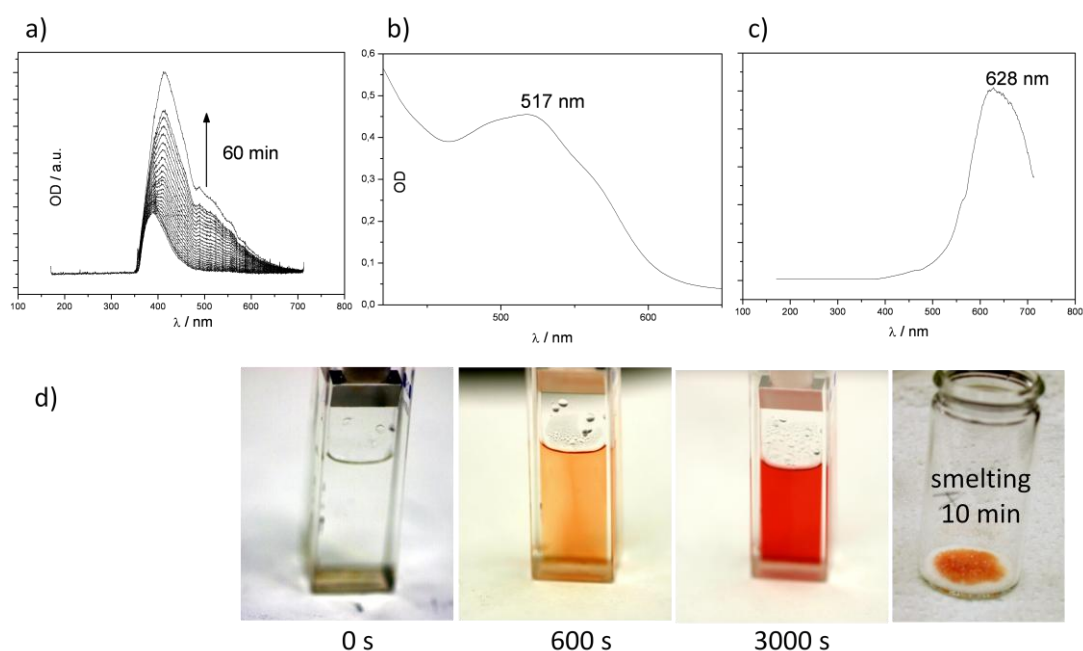 a)
OD / a.u.
60 min
100 200 300 400 500 600 700 800
λ / nm
b)
0,6
0,5
0,4
0,3
0,2
0,1
0,0
OD
517 nm
500 600
λ / nm
c)
628 nm
100 200 300 400 500 600 700 800
λ / nm
d)
smelting
10 min
0 s
600 s
3000 s